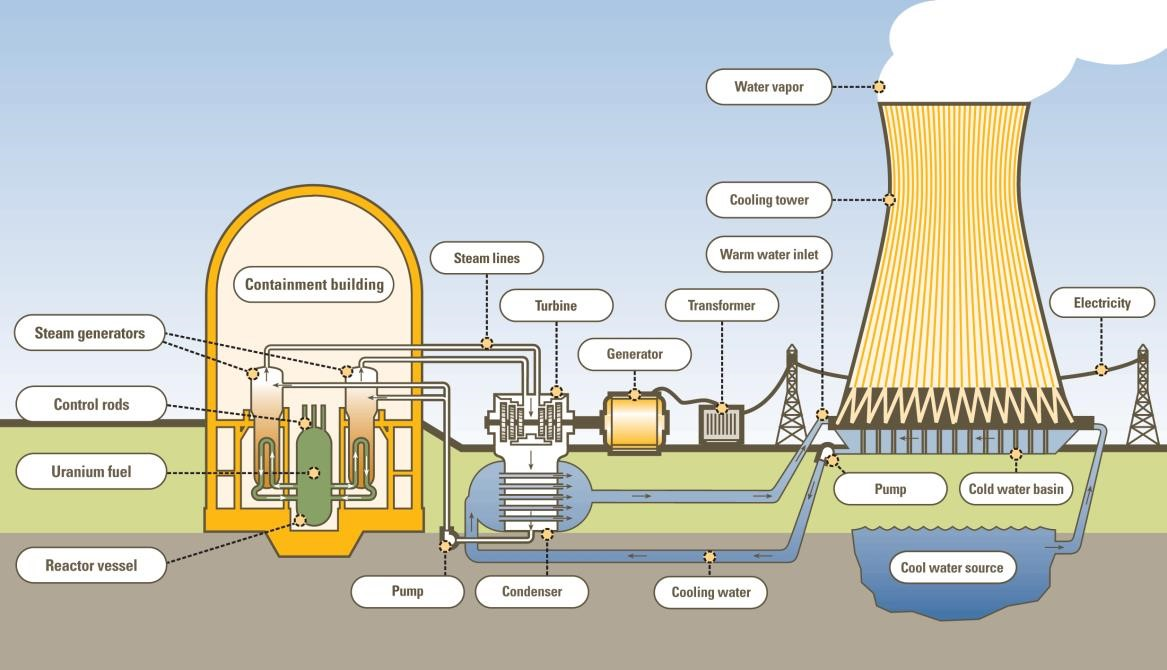 Water vapor
Cooling tower
Warm water inlet
Steam lines
Containment building
Turbine
Transformer
Electricity
Steam generators
Generator
Control rods
Uranium fuel
Pump
Cold water basin
Reactor vessel
Cool water source
Pump
Condenser
Cooling water